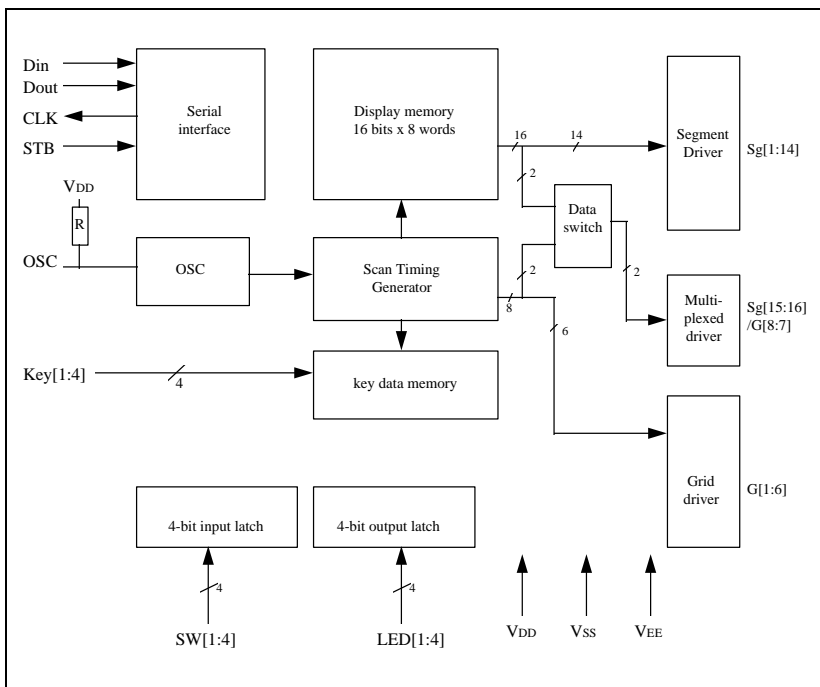 Din
Dout
CLK
STB
Serial
interface
Display memory
16 bits x 8 words
16
14
Segment
Driver
Sg[1:14]
2
Data
switch
VDD
R
OSC
OSC
Scan Timing
Generator
2
8
2
6
Multi-
plexed
driver
Sg[15:16]
/G[8:7]
Key[1:4]
4
key data memory
Grid
driver
G[1:6]
4-bit input latch
4-bit output latch
4
4
SW[1:4]
LED[1:4]
VDD
VSS
VEE